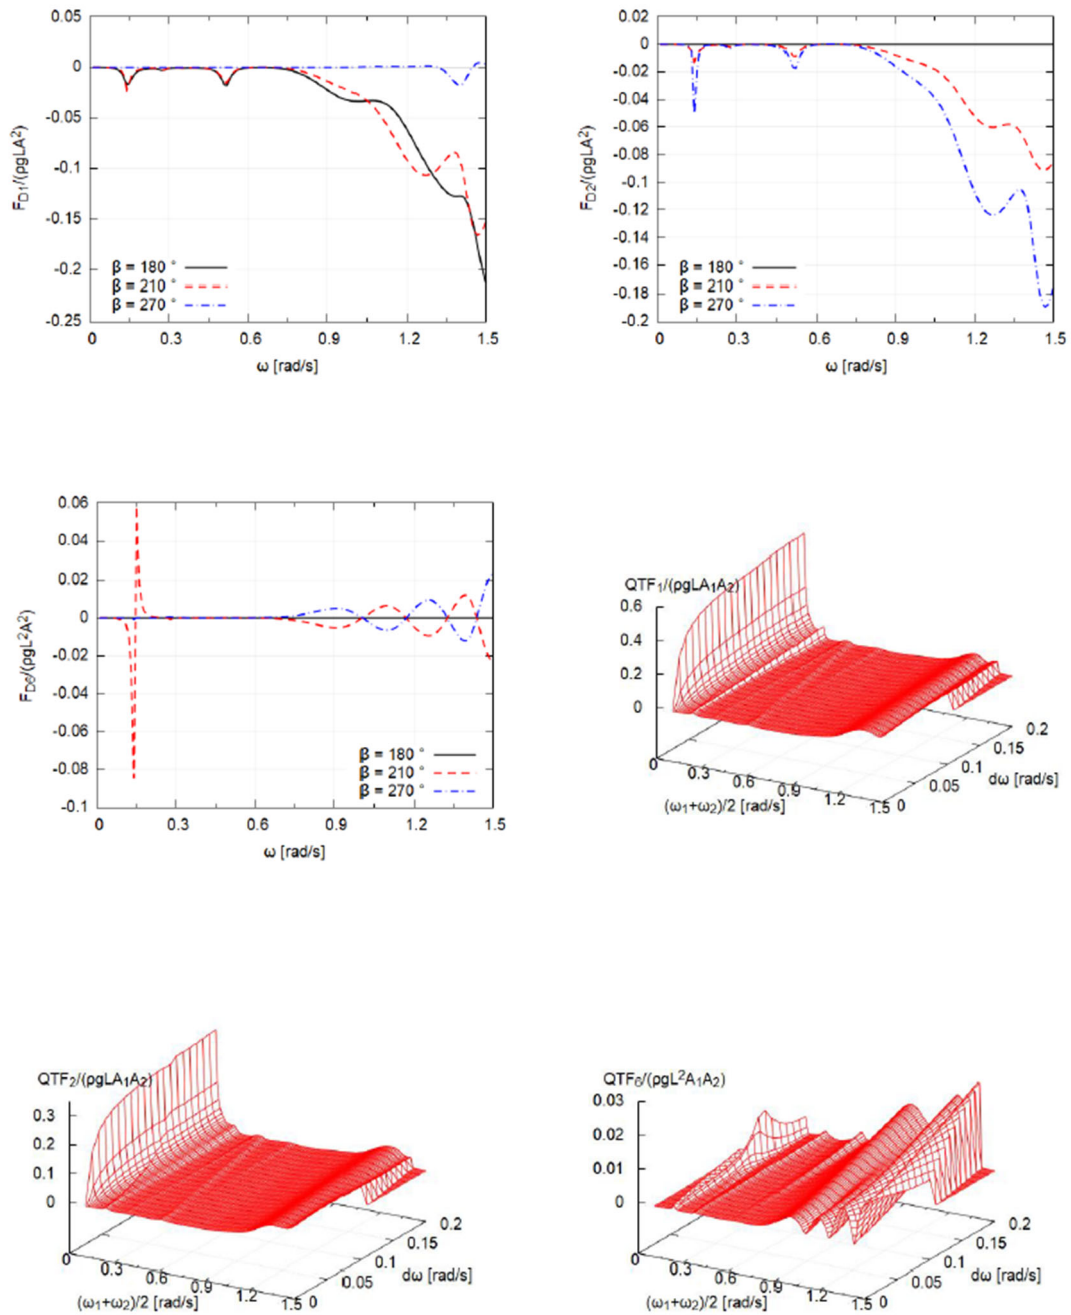 0.05
0
-0.05
-0.1
-0.15
-0.2
-0.25
F_D1/(ρgLA²)
β = 180 °
β = 210 °
β = 270 °
0 0.3 0.6 0.9 1.2 1.5
ω [rad/s]
0.02
0
-0.02
-0.04
-0.06
-0.08
-0.1
-0.12
-0.14
-0.16
-0.18
-0.2
F_D2/(ρgLA²)
β = 180 °
β = 210 °
β = 270 °
0 0.3 0.6 0.9 1.2 1.5
ω [rad/s]
0.06
0.04
0.02
0
-0.02
-0.04
-0.06
-0.08
-0.1
F_D6/(ρgL²A²)
β = 180 °
β = 210 °
β = 270 °
0 0.3 0.6 0.9 1.2 1.5
ω [rad/s]
QTF₁/(ρgLA₁A₂)
0.6
0.4
0.2
0
0 0.3 0.6 0.9 1.2 1.5
(ω₁+ω₂)/2 [rad/s]
0 0.05 0.1 0.15 0.2
dω [rad/s]
QTF₂/(ρgLA₁A₂)
0.3
0.2
0.1
0
0 0.3 0.6 0.9 1.2 1.5
(ω₁+ω₂)/2 [rad/s]
0 0.05 0.1 0.15 0.2
dω [rad/s]
QTF₆/(ρgL²A₁A₂)
0.03
0.02
0.01
0
0 0.3 0.6 0.9 1.2 1.5
(ω₁+ω₂)/2 [rad/s]
0 0.05 0.1 0.15 0.2
dω [rad/s]